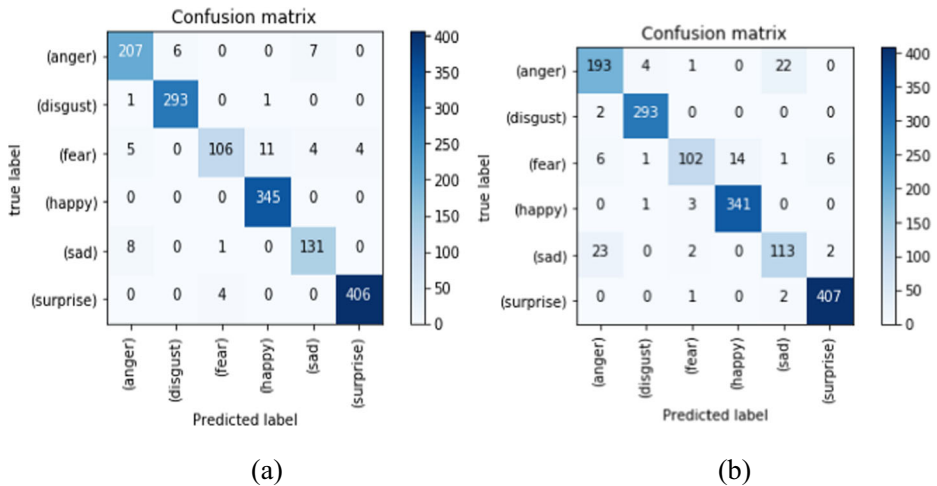 Confusion matrix
(anger) 207 6 0 0 7 0 400
(disgust) 1 293 0 1 0 0 350
(fear) 5 0 106 11 4 4 300
(happy) 0 0 0 345 0 0 250
(sad) 8 0 1 131 0 200
(surprise) 0 0 4 0 0 406 150
100
50
0
true label
(anger) (disgust) (fear) (happy) (sad) (surprise)
Predicted label
(a)
Confusion matrix
(anger) 193 4 1 0 22 0 400
(disgust) 2 293 0 0 0 0 350
(fear) 6 1 102 14 1 6 300
(happy) 0 1 3 341 0 0 250
(sad) 23 0 2 0 113 2 200
(surprise) 0 0 1 0 2 407 150
100
50
0
true label
(anger) (disgust) (fear) (happy) (sad) (surprise)
Predicted label
(b)